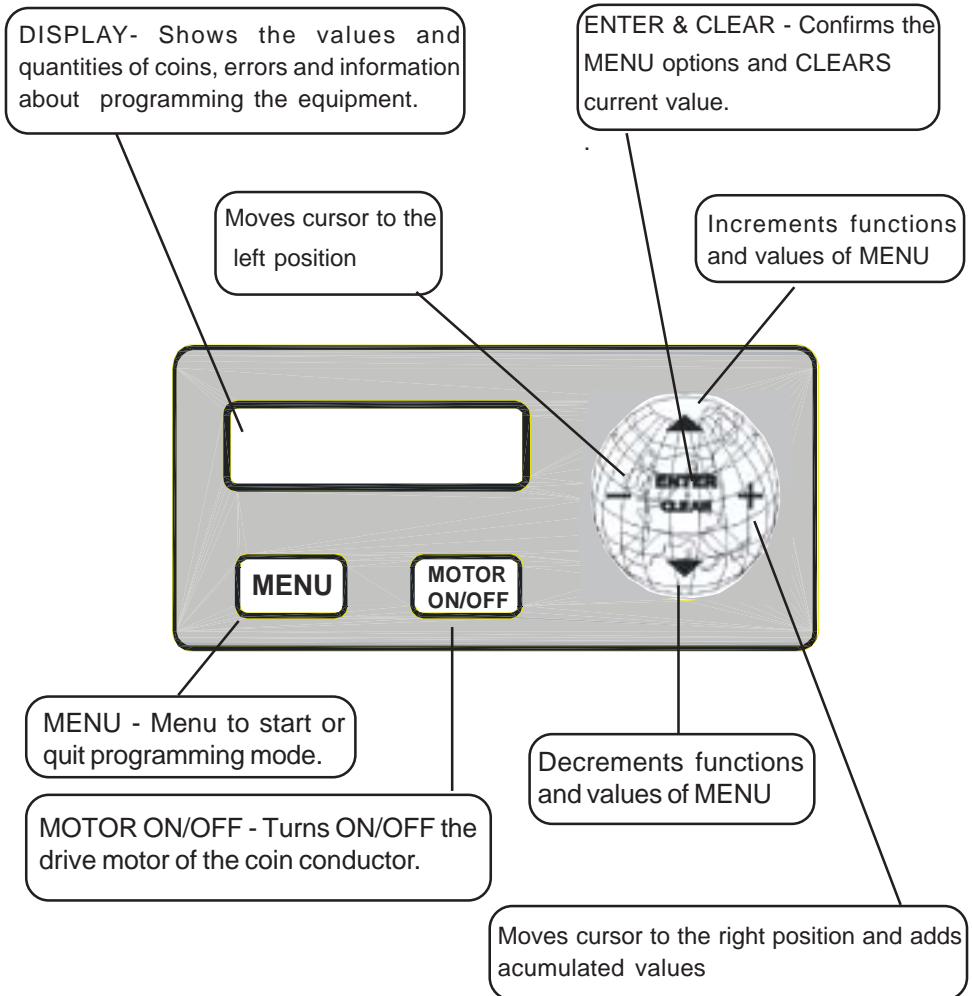 DISPLAY- Shows the values and
quantities of coins, errors and information
about programming the equipment.
ENTER & CLEAR - Confirms the
MENU options and CLEARS
current value.
.
Moves cursor to the
left position
Increments functions
and values of MENU
ENTER
CLEAR
- +
MENU
MOTOR
ON/OFF
MENU - Menu to start or
quit programming mode.
Decrements functions
and values of MENU
MOTOR ON/OFF - Turns ON/OFF the
drive motor of the coin conductor.
Moves cursor to the right position and adds
acumulated values